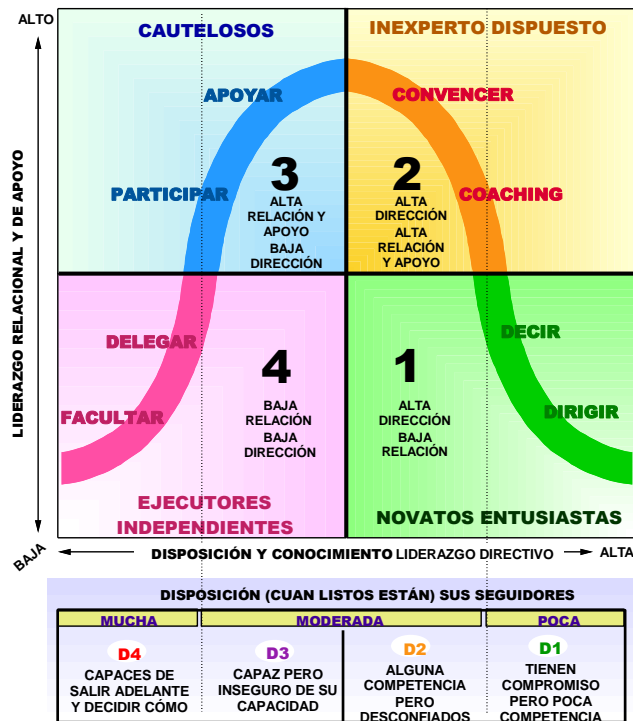 ALTO
CAUTELOSOS
INEXPERTO DISPUESTO
APOYAR
CONVENCER
PARTICIPAR
COACHING
3
ALTA
RELACIÓN Y
APOYO
BAJA
DIRECCIÓN
2
ALTA
DIRECCIÓN
ALTA
RELACIÓN
Y APOYO
LIDERAZGO RELACIONAL Y DE APOYO
DELEGAR
FACULTAR
4
BAJA
RELACIÓN
BAJA
DIRECCIÓN
1
ALTA
DIRECCIÓN
BAJA
RELACIÓN
DECIR
DIRIGIR
EJECUTORES
INDEPENDIENTES
NOVATOS ENTUSIASTAS
BAJA
DISPOSICIÓN Y CONOCIMIENTO LIDERAZGO DIRECTIVO
ALTA
DISPOSICIÓN (CUAN LISTOS ESTÁN) SUS SEGUIDORES
MUCHA
MODERADA
POCA
D4
CAPACES DE
SALIR ADELANTE
Y DECIDIR CÓMO
D3
CAPAZ PERO
INSEGURO DE SU
CAPACIDAD
D2
ALGUNA
COMPETENCIA
PERO
DESCONFIADOS
D1
TIENEN
COMPROMISO
PERO POCA
COMPETENCIA